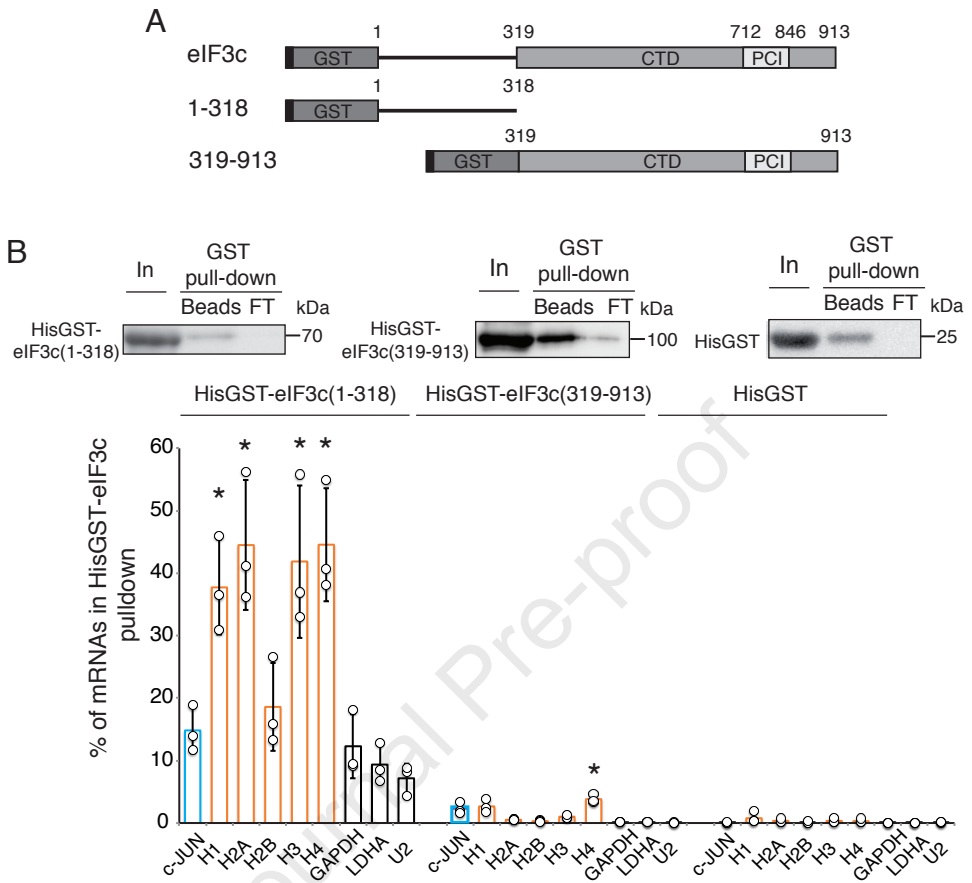 A
1 319 712 846 913
eIF3c GST CTD PCI
1 318
1-318 GST
319 913
319-913 GST CTD PCI
B
In GST pull-down
Beads FT kDa
HisGST-eIF3c(1-318) 70
In GST pull-down
Beads FT kDa
HisGST-eIF3c(319-913) 100
In GST pull-down
Beads FT kDa
HisGST 25
HisGST-eIF3c(1-318) HisGST-eIF3c(319-913) HisGST
% of mRNAs in HisGST-eIF3c
pulldown
60
50
40
30
20
10
0
* * * * *
c-JUN H1 H2A H2B H3 H4 GAPDH LDHA U2 c-JUN H1 H2A H2B H3 H4 GAPDH LDHA U2 c-JUN H1 H2A H2B H3 H4 GAPDH LDHA U2
Journal Pre-proof